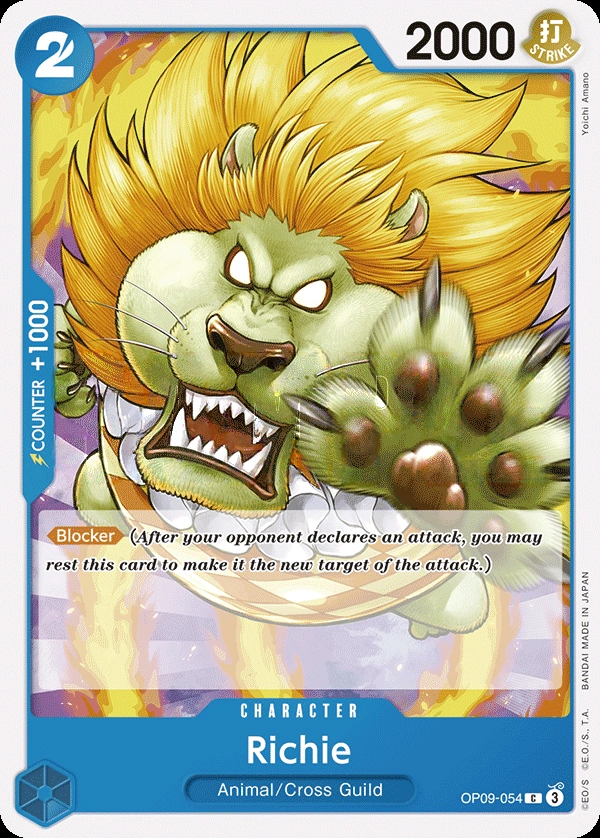 2
2000
打
STRIKE
Yoichi Amano
COUNTER +1000
Blocker (After your opponent declares an attack, you may
rest this card to make it the new target of the attack.)
CHARACTER
Richie
Animal/Cross Guild
OP09-054 C 3
©EO/S ©E.O./S., T.A. BANDAI MADE IN JAPAN